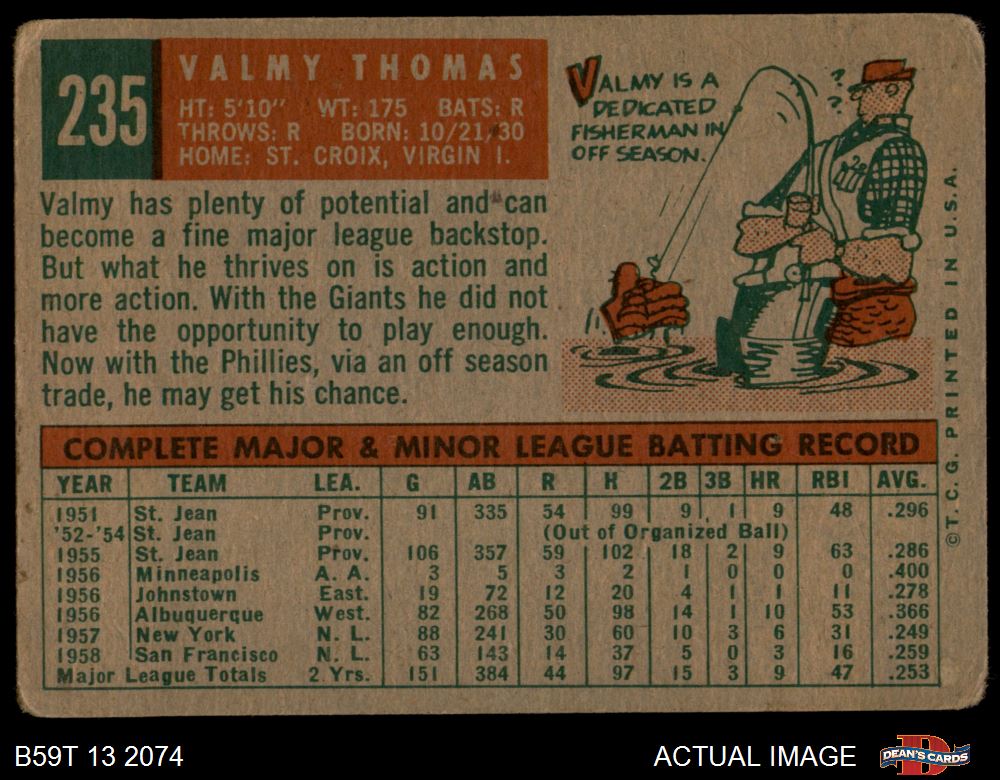 235
VALMY THOMAS
HT: 5'10" WT: 175 BATS: R
THROWS: R BORN: 10/21/30
HOME: ST. CROIX, VIRGIN I.
VALMY IS A
DEDICATED
FISHERMAN IN
OFF SEASON.
? ?
Valmy has plenty of potential and can
become a fine major league backstop.
But what he thrives on is action and
more action. With the Giants he did not
have the opportunity to play enough.
Now with the Phillies, via an off season
trade, he may get his chance.
COMPLETE MAJOR & MINOR LEAGUE BATTING RECORD
YEAR TEAM LEA. G AB R H 2B 3B HR RBI AVG.
1951 St. Jean Prov. 91 335 54 99 9 1 9 48 .296
'52-'54 St. Jean Prov. (Out of Organized Ball)
1955 St. Jean Prov. 106 357 59 102 18 2 9 63 .286
1956 Minneapolis A. A. 3 5 3 2 1 0 0 0 .400
1956 Johnstown East. 19 72 12 20 4 1 1 11 .278
1956 Albuquerque West. 82 268 50 98 14 1 10 53 .366
1957 New York N. L. 88 241 30 60 10 3 6 31 .249
1958 San Francisco N. L. 63 143 14 37 5 0 3 16 .259
Major League Totals 2 Yrs. 151 384 44 97 15 3 9 47 .253
©T. C. G. PRINTED IN U.S.A.
B59T 13 2074
ACTUAL IMAGE
DEAN'S CARDS